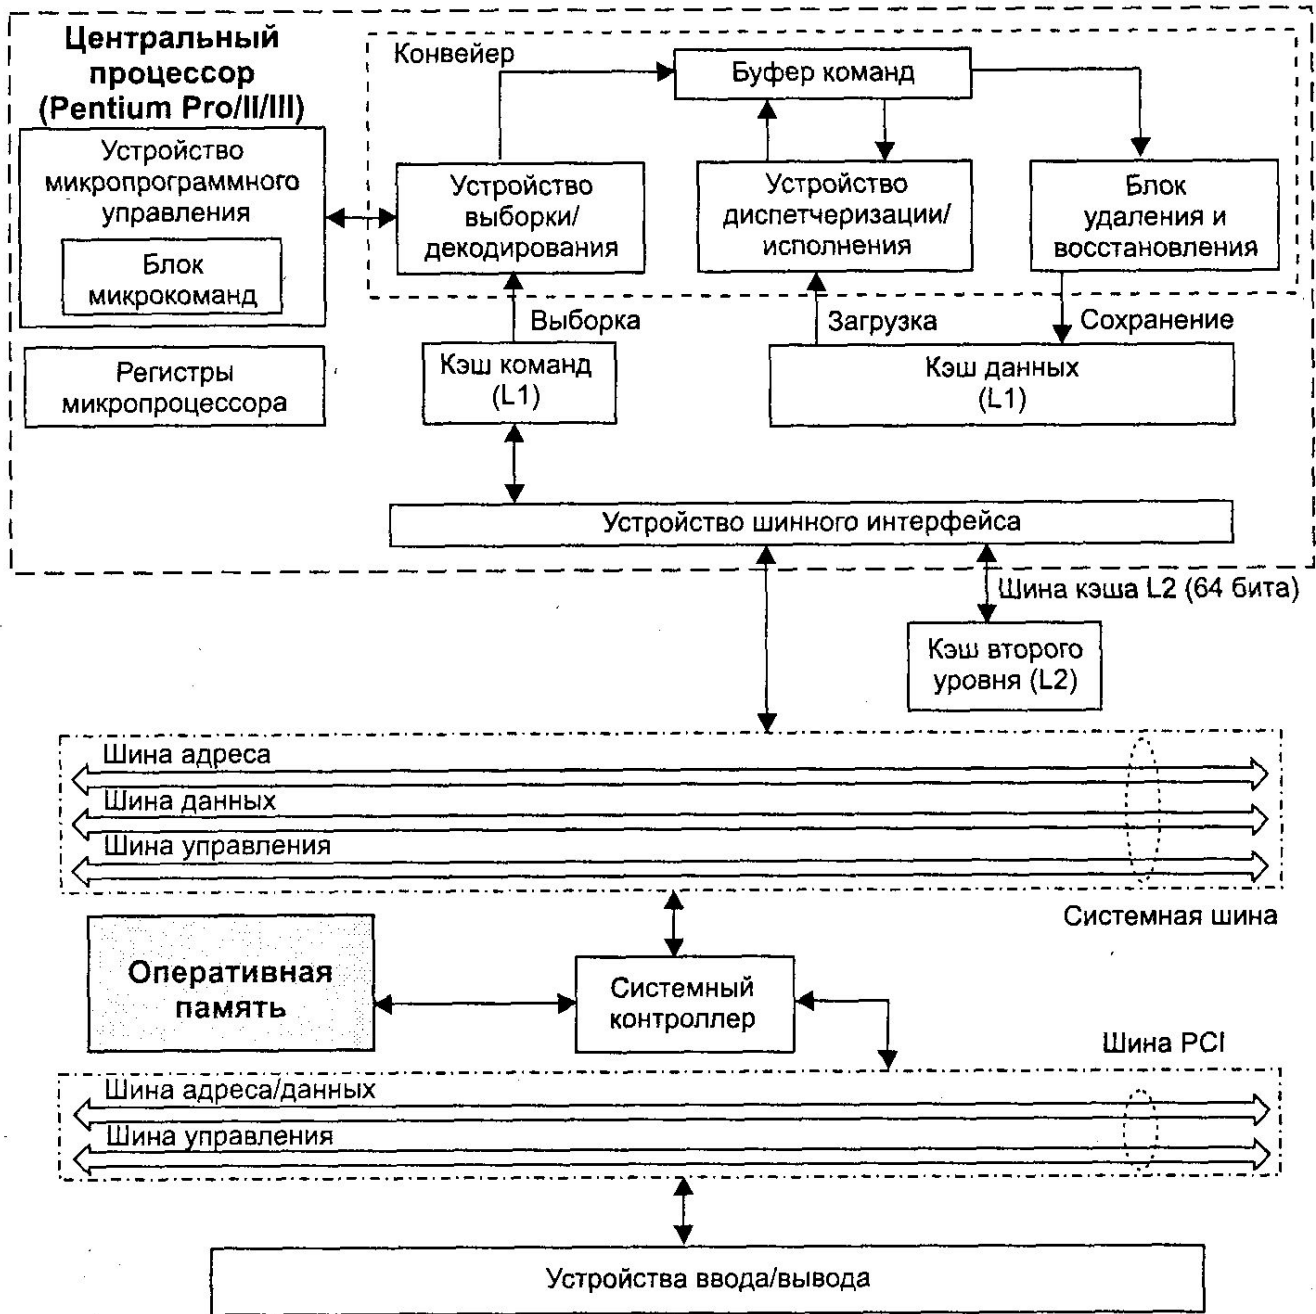 Центральный
процессор
(Pentium Pro/II/III)
Устройство
микропрограммного
управления
Блок
микрокоманд
Регистры
микропроцессора
Конвейер
Буфер команд
Устройство
выборки/
декодирования
Устройство
диспетчеризации/
исполнения
Блок
удаления и
восстановления
Выборка
Загрузка
Сохранение
Кэш команд
(L1)
Кэш данных
(L1)
Устройство шинного интерфейса
Шина кэша L2 (64 бита)
Кэш второго
уровня (L2)
Шина адреса
Шина данных
Шина управления
Системная шина
Оперативная
память
Системный
контроллер
Шина PCI
Шина адреса/данных
Шина управления
Устройства ввода/вывода